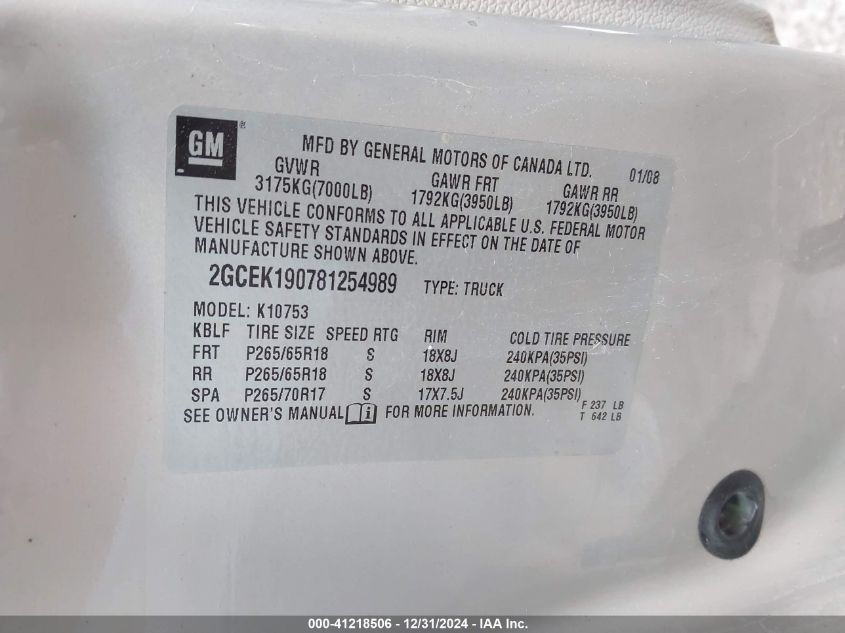 GM ®
MFD BY GENERAL MOTORS OF CANADA LTD. 01/08
GVWR GAWR FRT GAWR RR
3175KG(7000LB) 1792KG(3950LB) 1792KG(3950LB)
THIS VEHICLE CONFORMS TO ALL APPLICABLE U.S. FEDERAL MOTOR
VEHICLE SAFETY STANDARDS IN EFFECT ON THE DATE OF
MANUFACTURE SHOWN ABOVE.
2GCEK190781254989 TYPE: TRUCK
MODEL: K10753
KBLF TIRE SIZE SPEED RTG RIM COLD TIRE PRESSURE
FRT P265/65R18 S 18X8J 240KPA(35PSI)
RR P265/65R18 S 18X8J 240KPA(35PSI)
SPA P265/70R17 S 17X7.5J 240KPA(35PSI)
SEE OWNER'S MANUAL i FOR MORE INFORMATION.
F 237 LB
T 642 LB
000-41218506 - 12/31/2024 - IAA Inc.